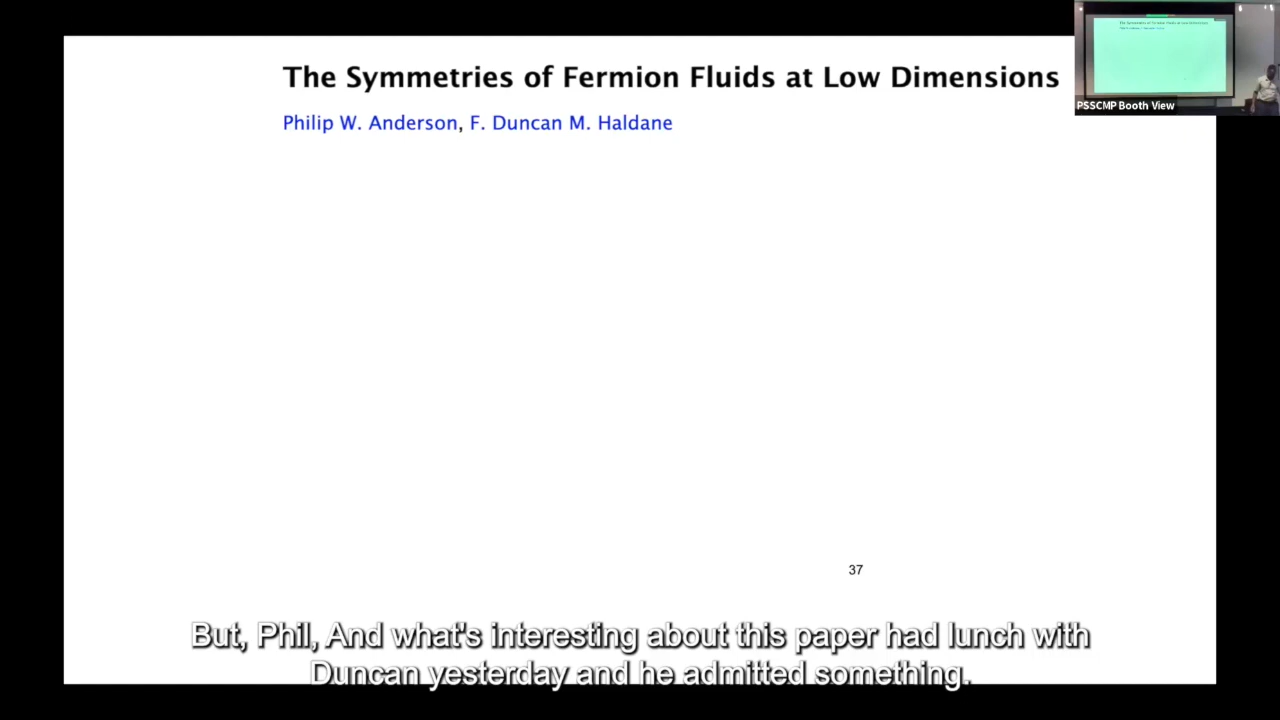 The Symmetries of Fermion Fluids at Low Dimensions
Philip W. Anderson, F. Duncan M. Haldane
PSSCMP Booth View
37
But, Phil, And what's interesting about this paper had lunch with
Duncan yesterday and he admitted something.